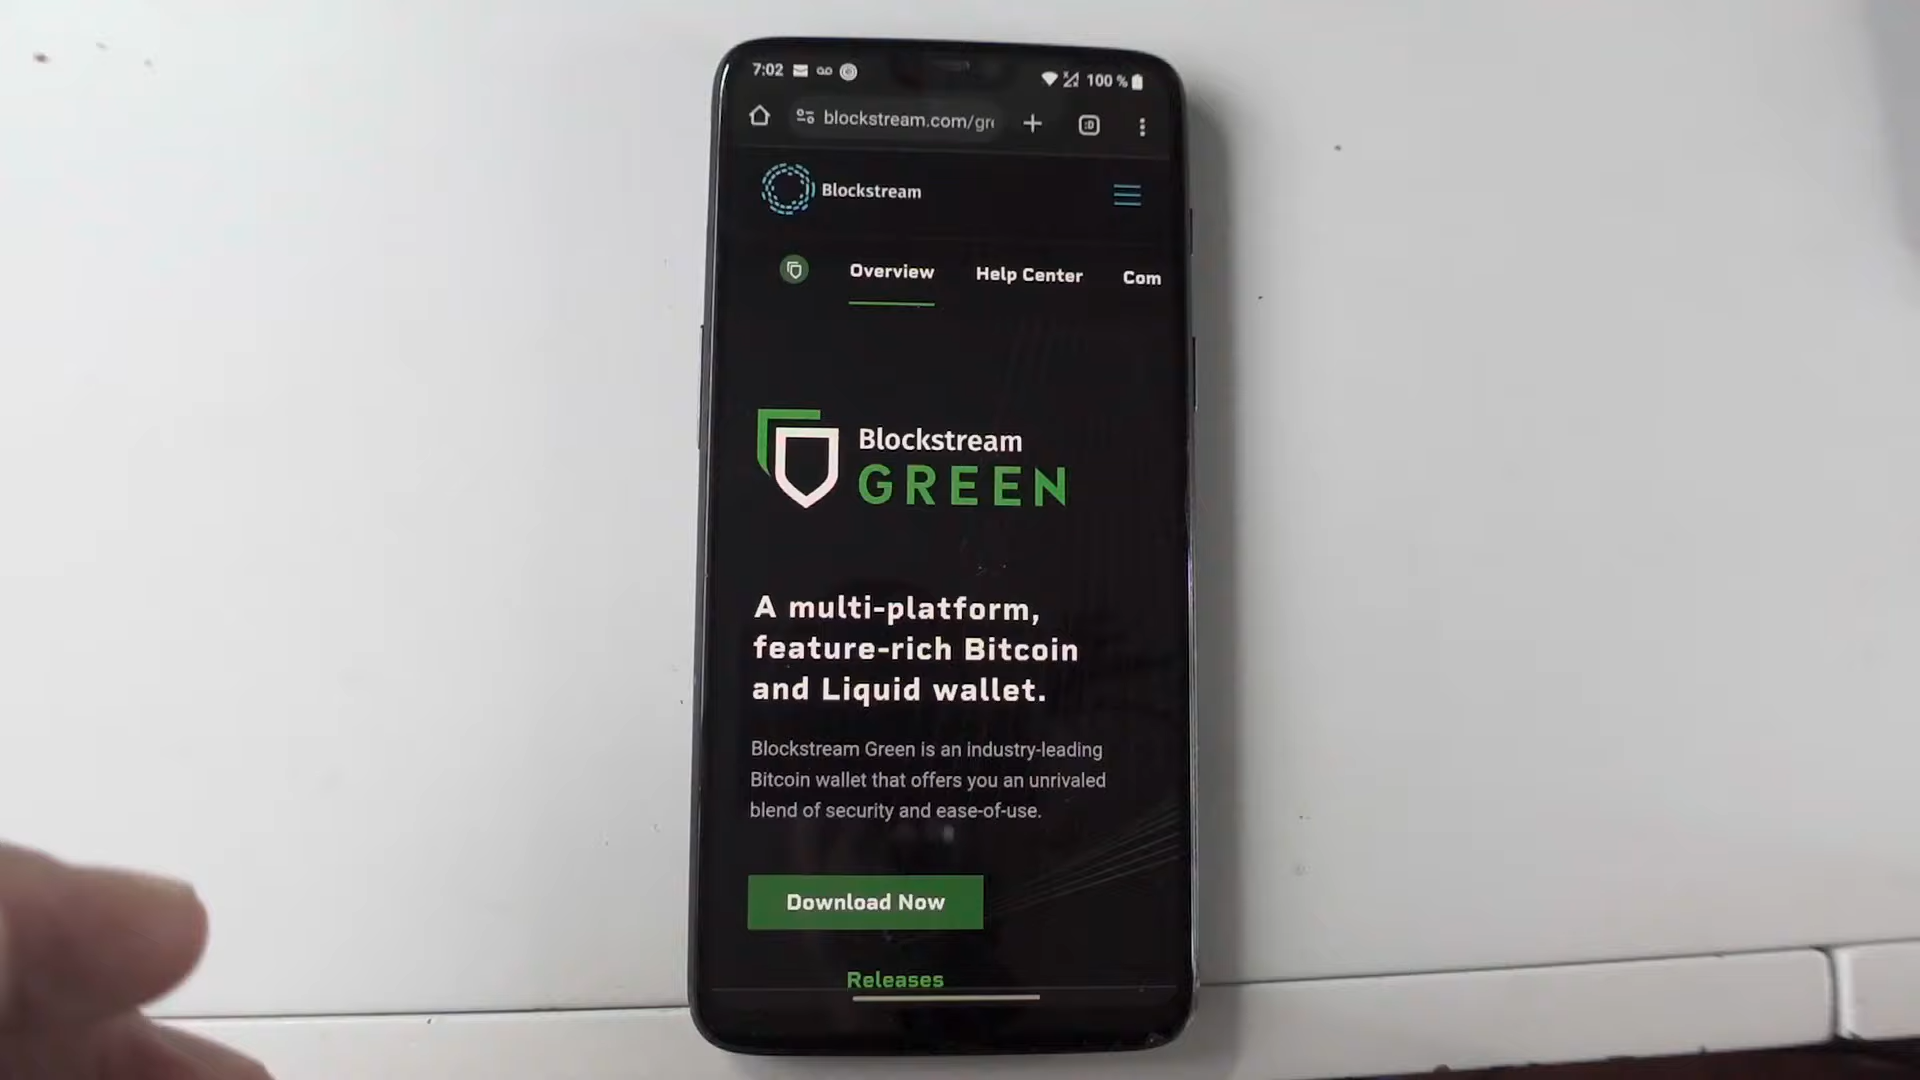 7:02
100 %
blockstream.com/gr
Blockstream
Overview
Help Center
Com
Blockstream
GREEN
A multi-platform,
feature-rich Bitcoin
and Liquid wallet.
Blockstream Green is an industry-leading
Bitcoin wallet that offers you an unrivaled
blend of security and ease-of-use.
Download Now
Releases